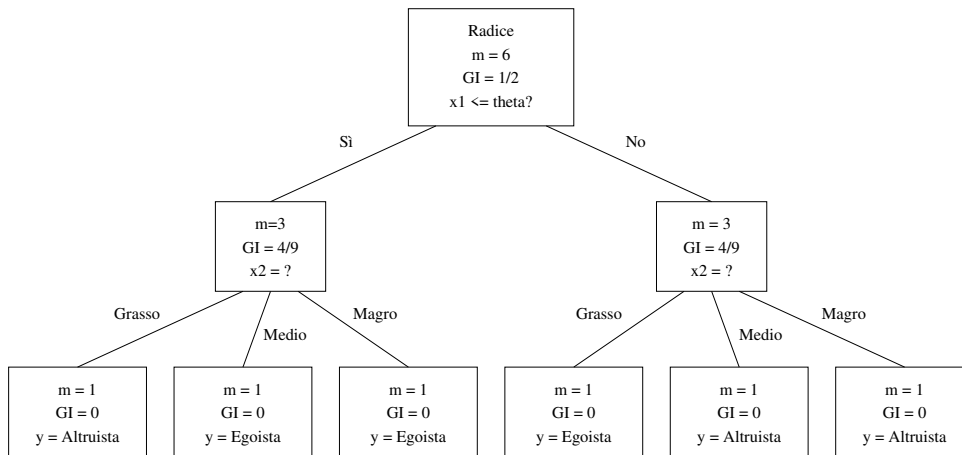 Radice
m = 6
GI = 1/2
x1 <= theta?
Sì
No
m=3
GI = 4/9
x2 = ?
m = 3
GI = 4/9
x2 = ?
Grasso
Medio
Magro
Grasso
Medio
Magro
m = 1
GI = 0
y = Altruista
m = 1
GI = 0
y = Egoista
m = 1
GI = 0
y = Egoista
m = 1
GI = 0
y = Egoista
m = 1
GI = 0
y = Altruista
m = 1
GI = 0
y = Altruista